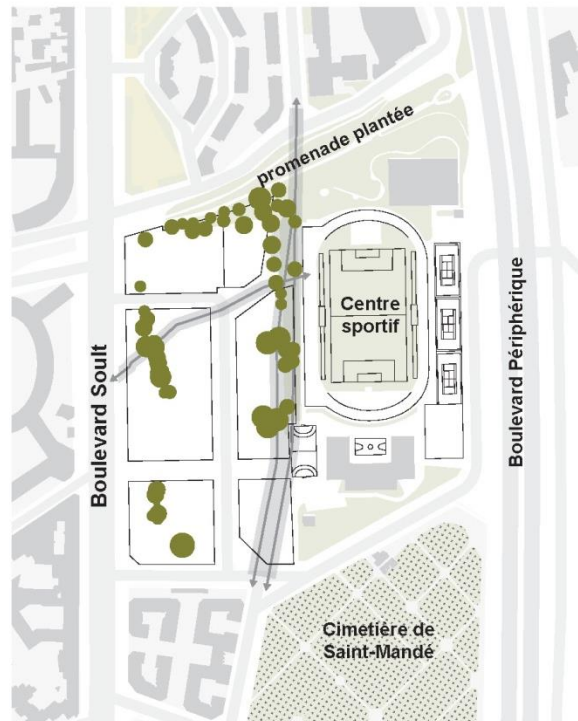 promenade plantée
Centre
sportif
Boulevard Soult
Boulevard Périphérique
Cimetière de
Saint-Mandé